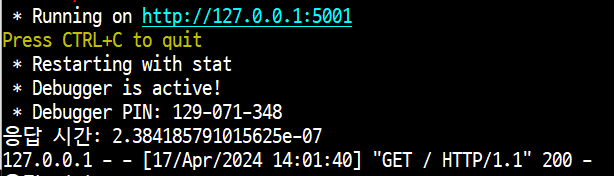 * Running on http://127.0.0.1:5001
Press CTRL+C to quit
* Restarting with stat
* Debugger is active!
* Debugger PIN: 129-071-348
응답 시간: 2.384185791015625e-07
127.0.0.1 - - [17/Apr/2024 14:01:40] "GET / HTTP/1.1" 200 -